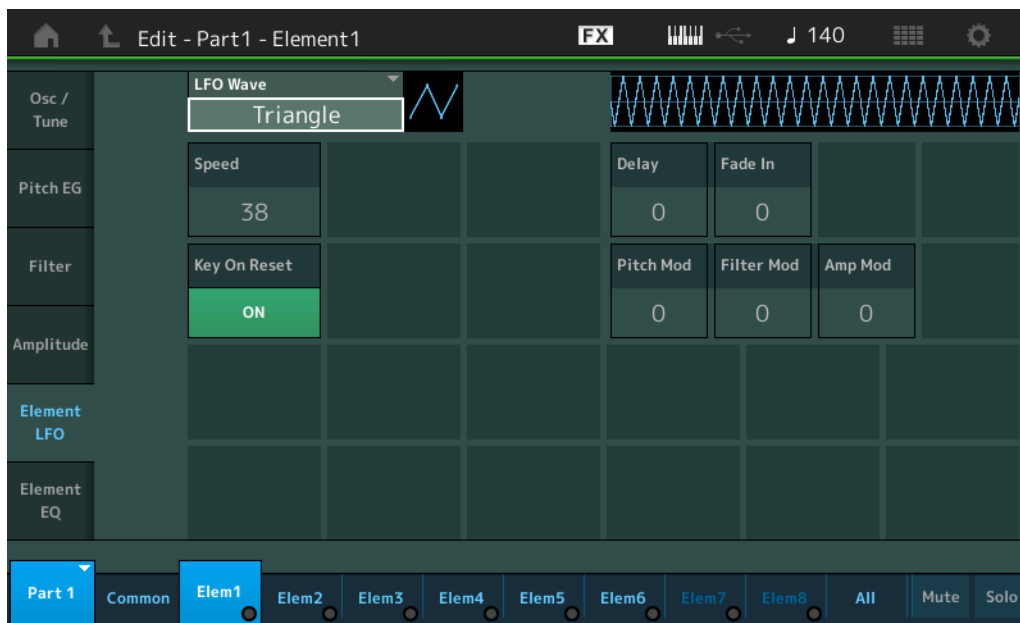 Edit - Part1 - Element1
FX
♩ 140
Osc /
Tune
Pitch EG
Filter
Amplitude
Element
LFO
Element
EQ
LFO Wave
Triangle
Speed
38
Delay
0
Fade In
0
Key On Reset
ON
Pitch Mod
0
Filter Mod
0
Amp Mod
0
Part 1
Common
Elem1
Elem2
Elem3
Elem4
Elem5
Elem6
Elem7
Elem8
All
Mute
Solo